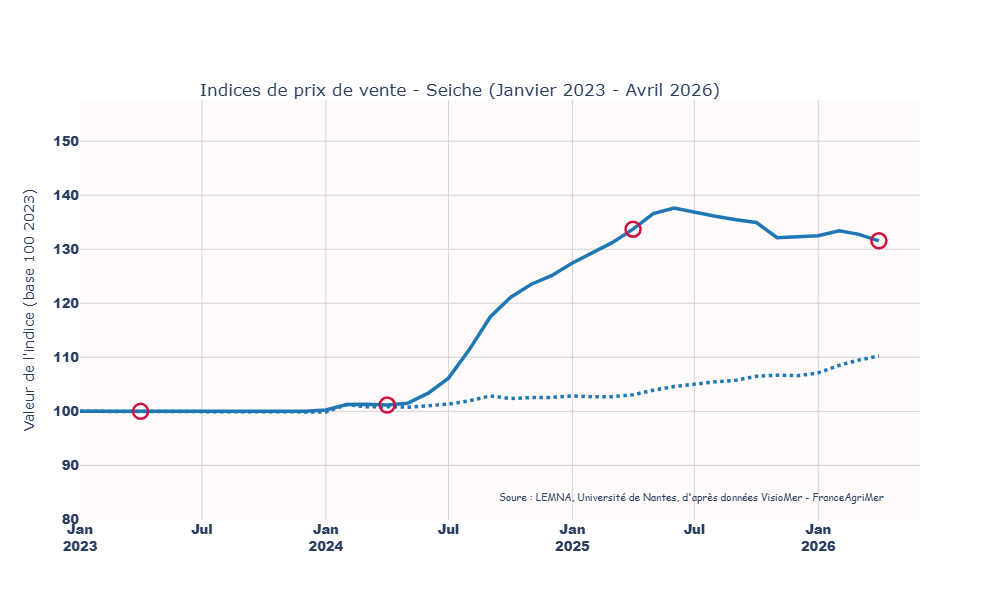 Indices de prix de vente - Seiche (Janvier 2023 - Avril 2026)
Valeur de l'indice (base 100 2023)
150
140
130
120
110
100
90
80
Soure : LEMNA, Université de Nantes, d'après données VisioMer - FranceAgriMer
Jan Jul Jan Jul Jan Jul Jan
2023 2024 2025 2026